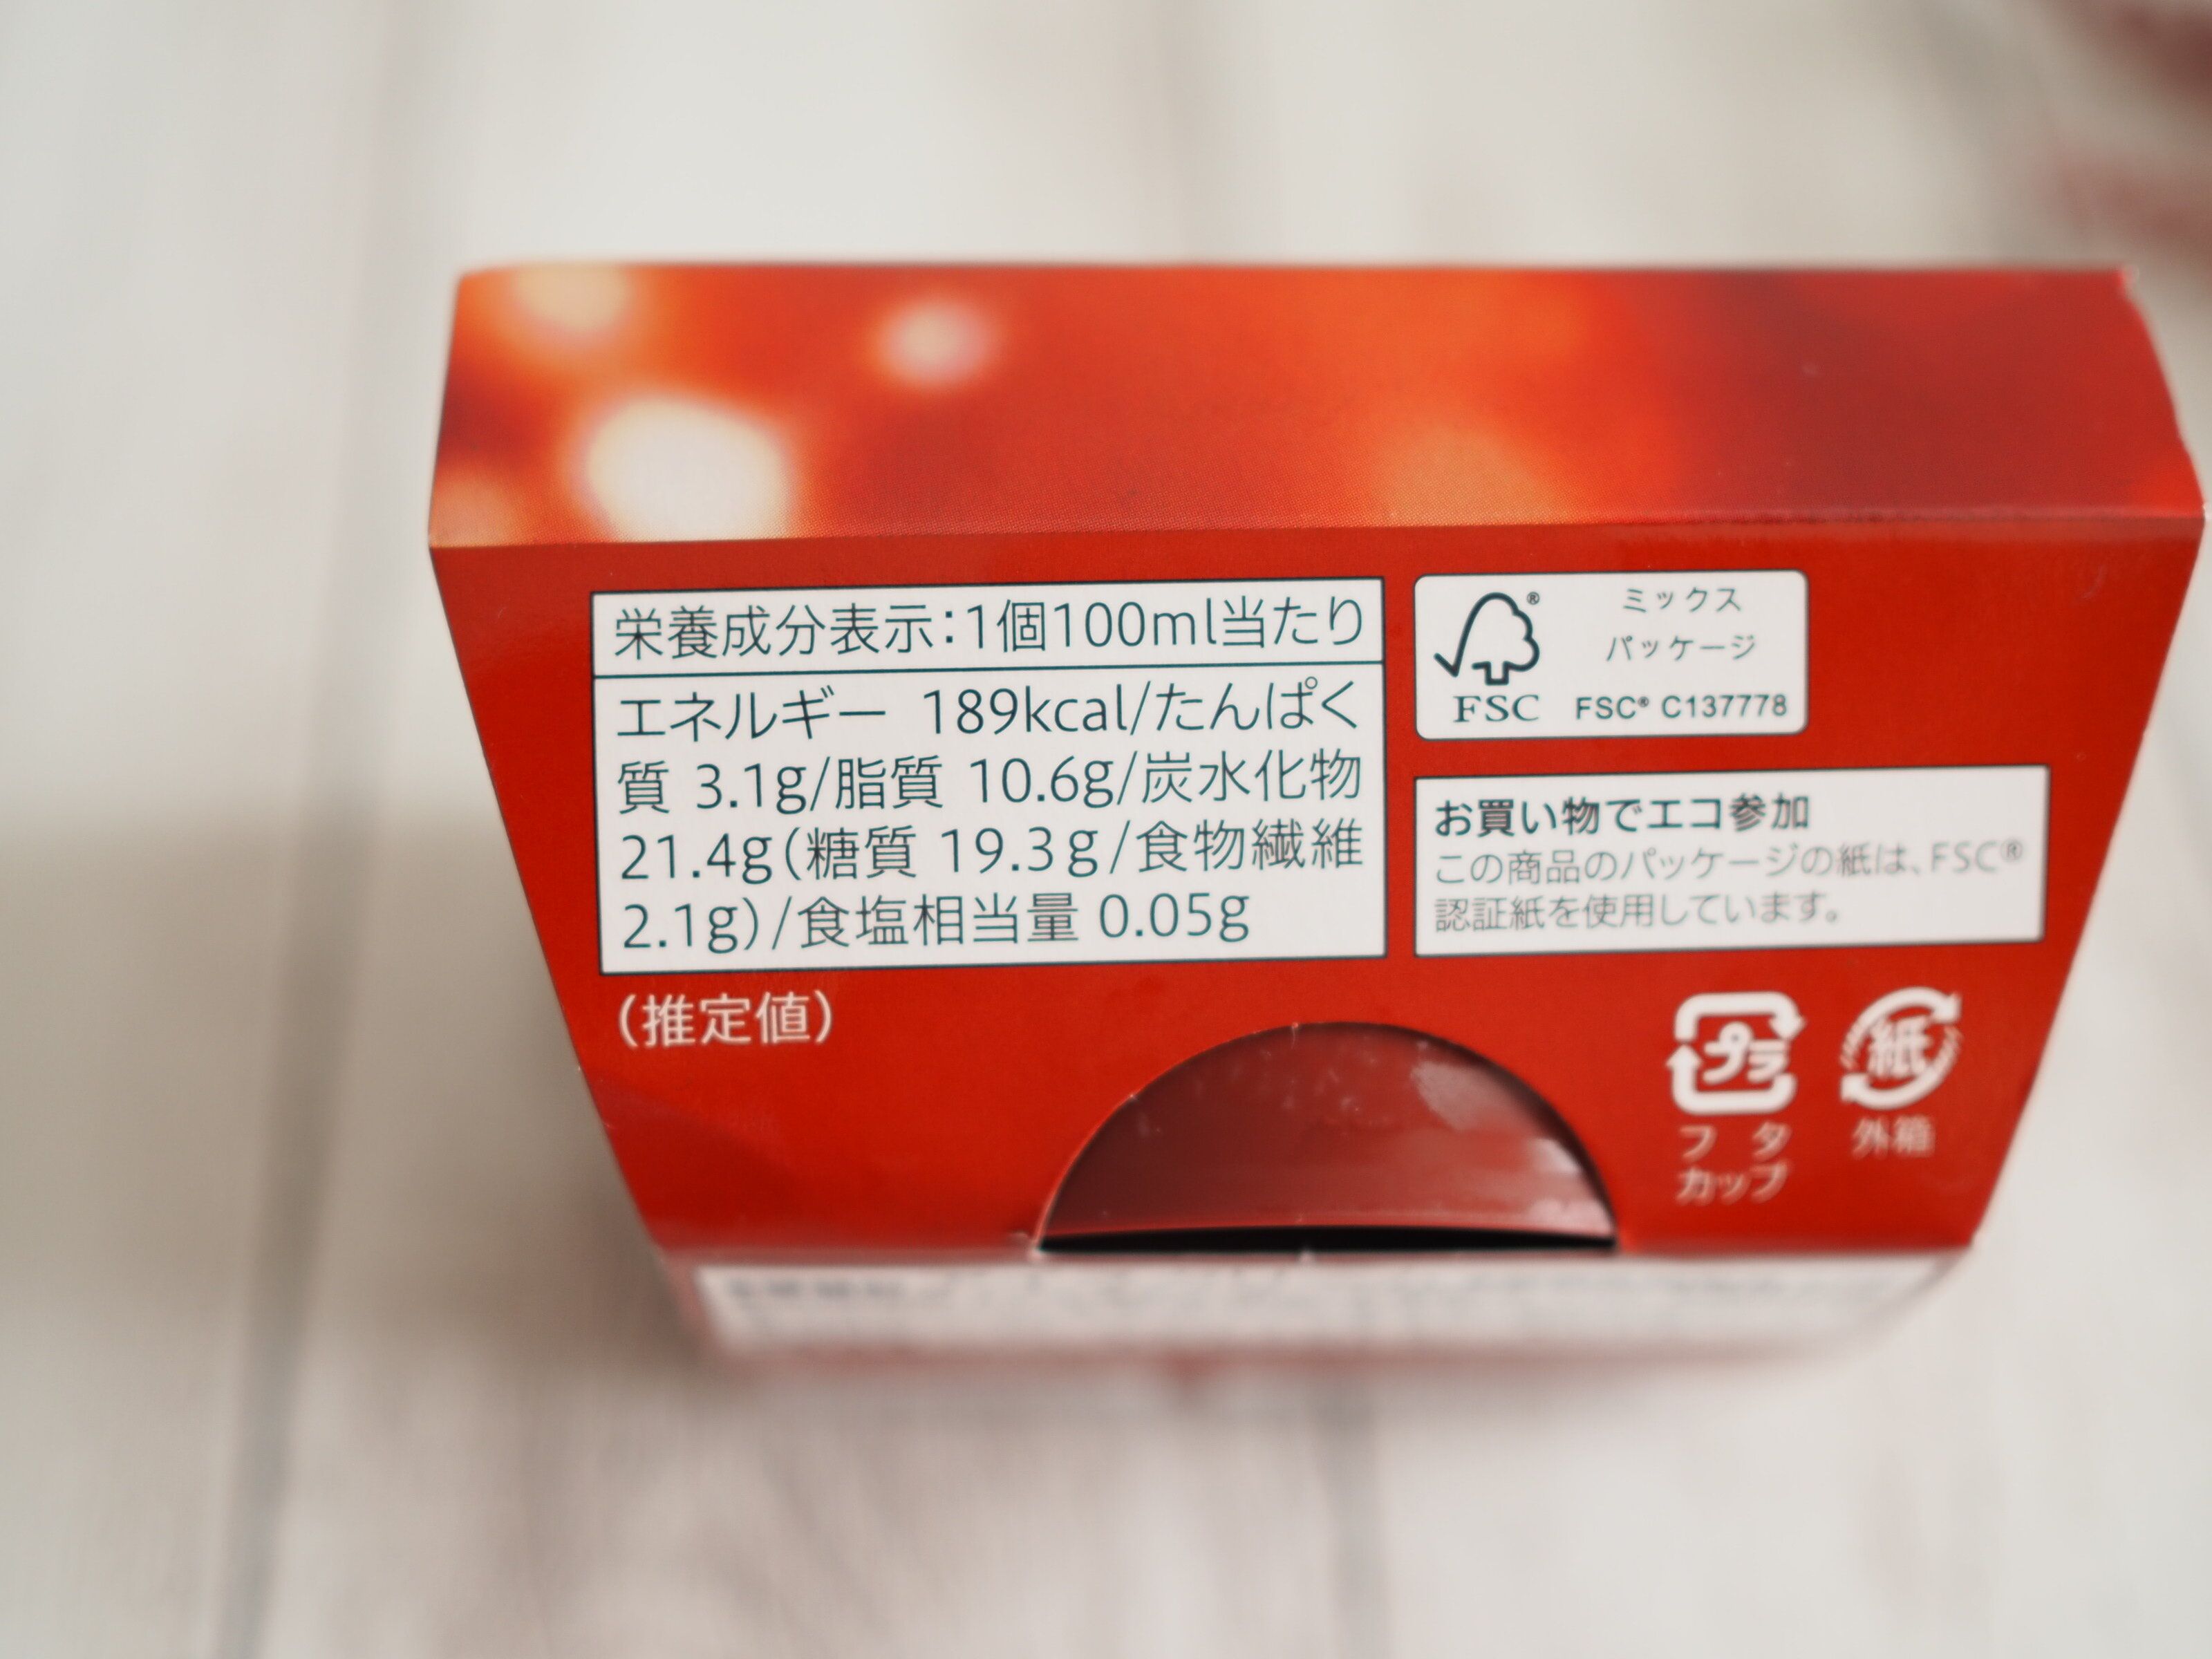 栄養成分表示:1個100ml当たり
エネルギー 189kcal/たんぱく
質 3.1g/脂質 10.6g/炭水化物
21.4g(糖質 19.3g/食物繊維
2.1g)/食塩相当量 0.05g
(推定値)
ミックス
パッケージ
FSC® C137778
®
FSC
お買い物でエコ参加
この商品のパッケージの紙は、FSC®
認証紙を使用しています。
プラ
フタ
カップ
紙
外箱